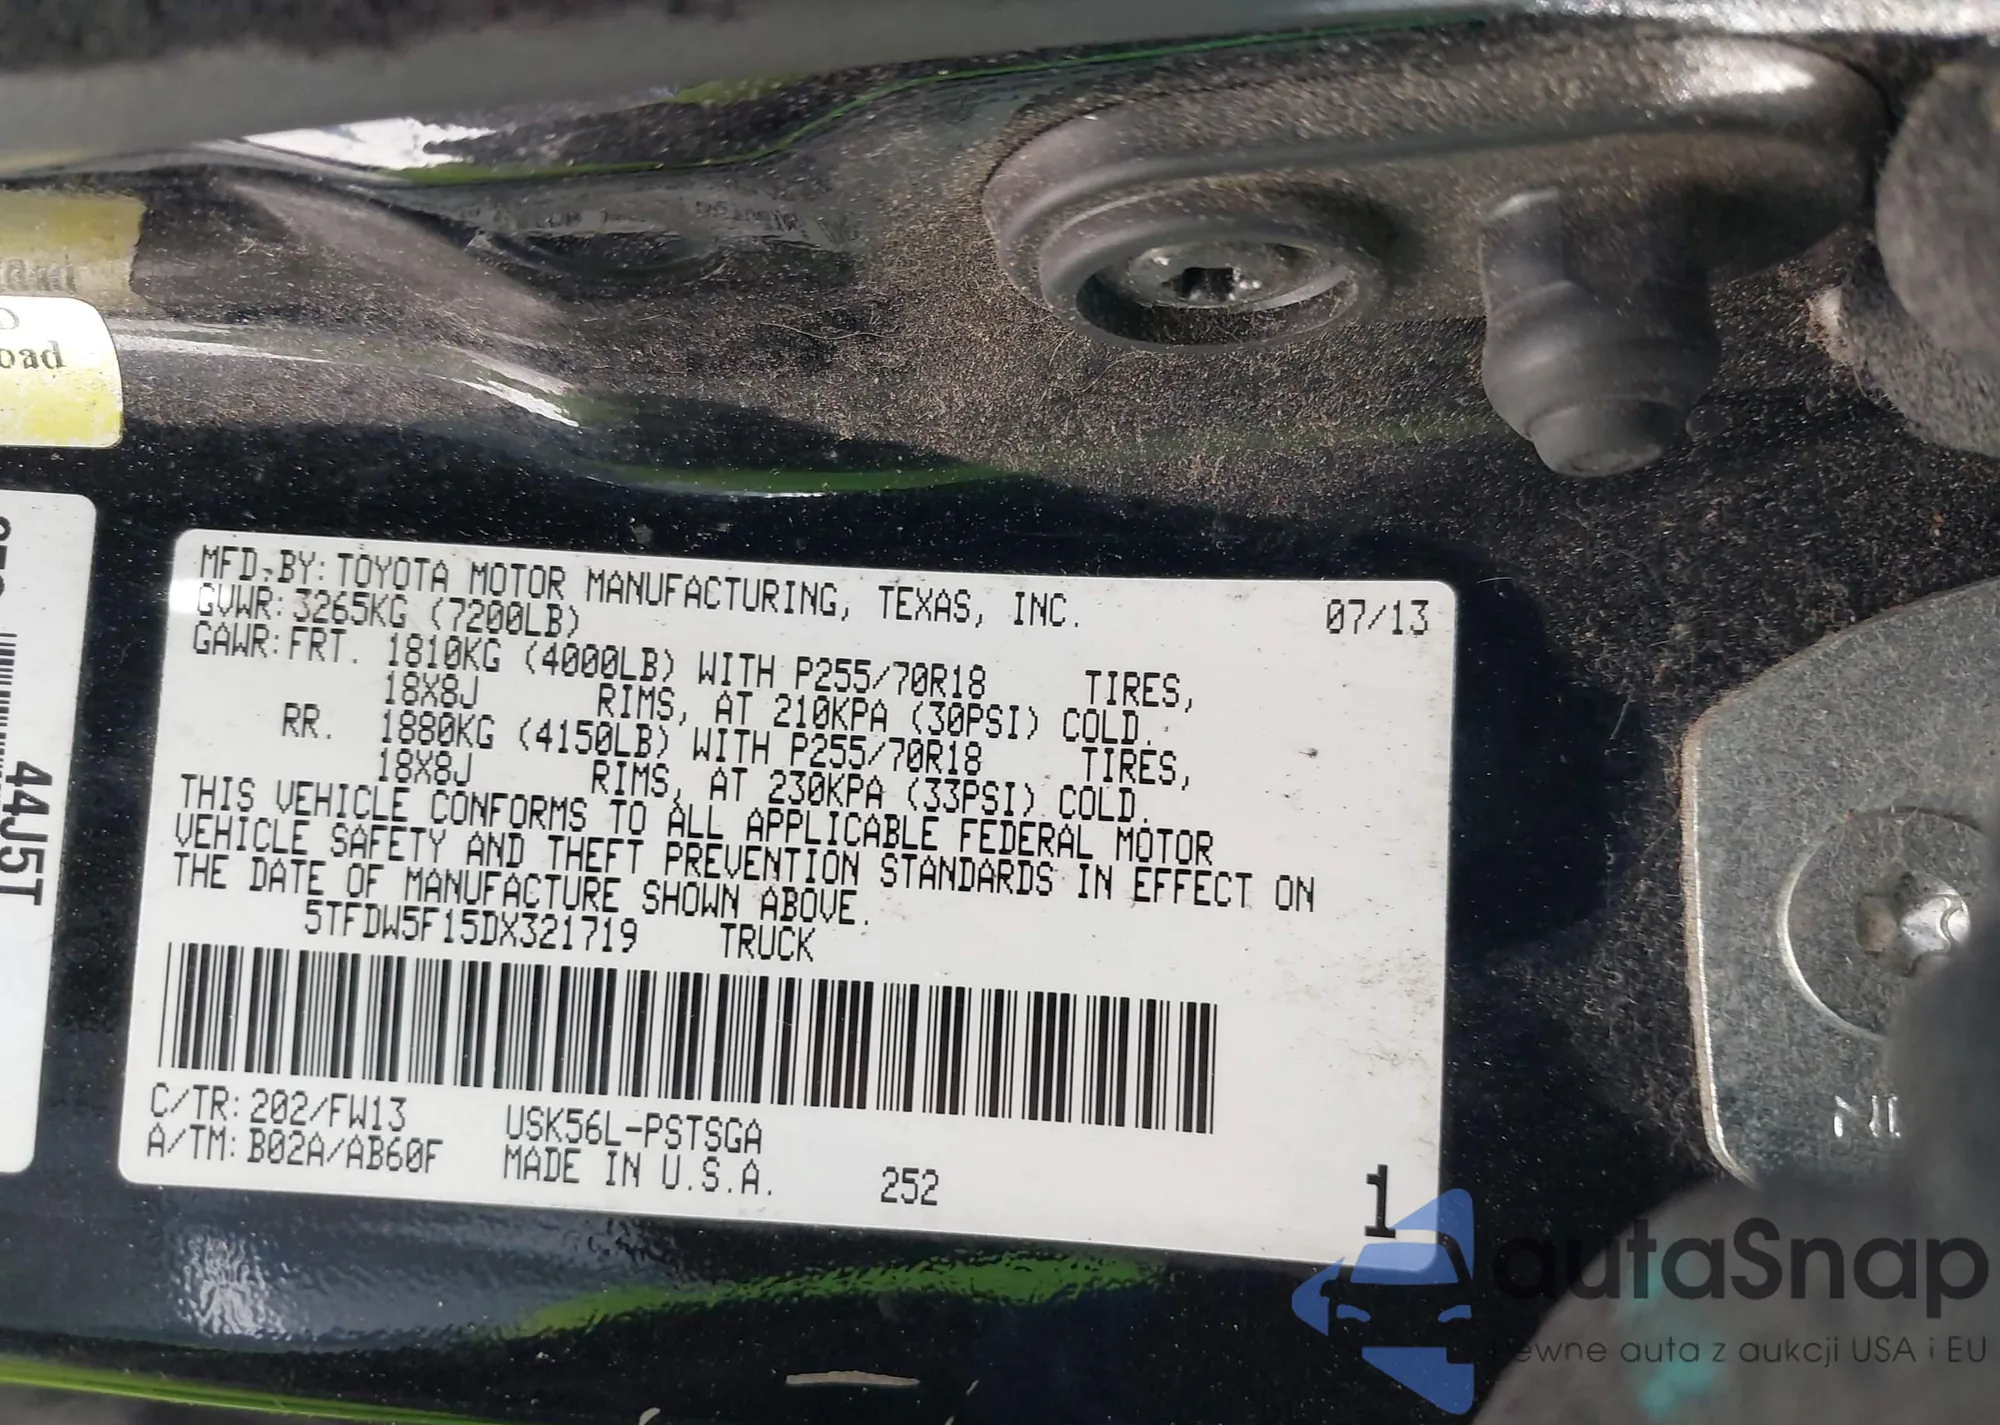 oad
44J5T
MFD.BY: TOYOTA MOTOR MANUFACTURING, TEXAS, INC. 07/13
GVWR: 3265KG (7200LB)
GAWR: FRT. 1810KG (4000LB) WITH P255/70R18 TIRES,
18X8J RIMS, AT 210KPA (30PSI) COLD.
RR. 1880KG (4150LB) WITH P255/70R18 TIRES,
18X8J RIMS, AT 230KPA (33PSI) COLD.
THIS VEHICLE CONFORMS TO ALL APPLICABLE FEDERAL MOTOR
VEHICLE SAFETY AND THEFT PREVENTION STANDARDS IN EFFECT ON
THE DATE OF MANUFACTURE SHOWN ABOVE.
5TFDW5F15DX321719 TRUCK
C/TR: 202/FW13 USK56L-PSTSGA
A/TM: B02A/AB60F MADE IN U.S.A. 252 1
autaSnap
Pewne auta z aukcji USA i EU